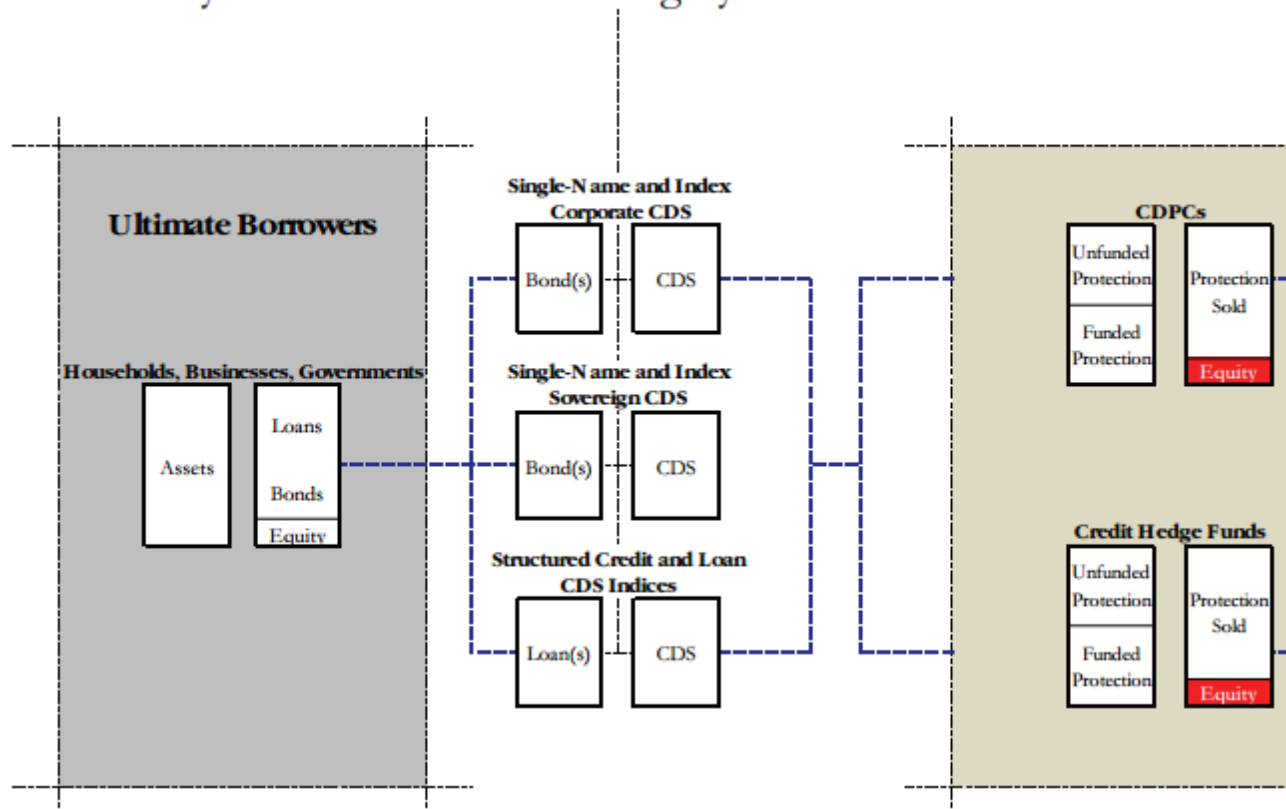 Ultimate Borrowers
Households, Businesses, Governments
Assets
Loans
Bonds
Equity
Single-Name and Index
Corporate CDS
Bond(s)
CDS
Single-Name and Index
Sovereign CDS
Bond(s)
CDS
Structured Credit and Loan
CDS Indices
Loan(s)
CDS
CDPCs
Unfunded
Protection
Funded
Protection
Protection
Sold
Equity
Credit Hedge Funds
Unfunded
Protection
Funded
Protection
Protection
Sold
Equity